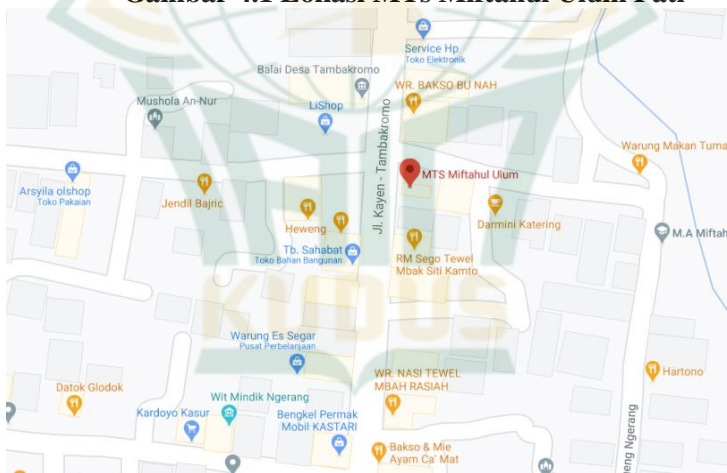 Gambar 4.1 Lokasi MTs Miftahul Ulum Pati
Service Hp
Toko Elektronik
Balai Desa Tambakromo
WR. BAKSO BU NAH
Mushola An-Nur
LiShop
Jl. Kayen - Tambakromo
Warung Makan Tuma
MTS Miftahul Ulum
Arsyila olshop
Toko Pakaian
Jendil Bajric
Heweng
Darmini Katering
M.A Miftah
Tb. Sahabat
Toko Bahan Bangunan
RM Sego Tewel
Mbak Siti Kamto
KUDUS
Warung Es Segar
Pusat Perbelanjaan
WR. NASI TEWEL
MBAH RASIAH
Hartono
Datok Glodok
Wit Mindik Ngerang
Kardoyo Kasur
Bengkel Permak
Mobil KASTARI
eng Ngerang
Bakso & Mie
Ayam Ca' Mat